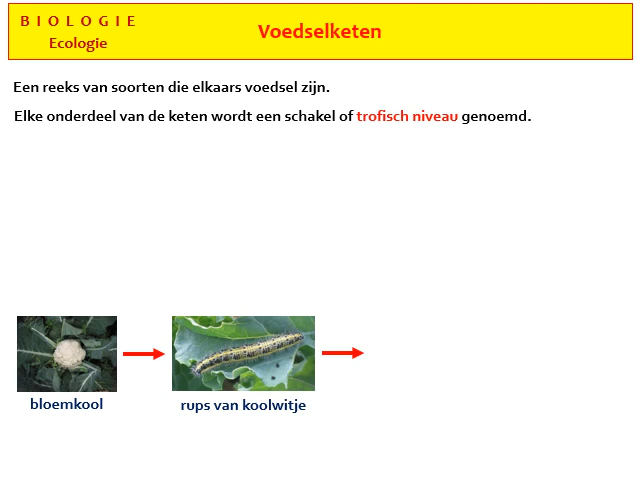 BIOLOGIE
Ecologie
Voedselketen
Een reeks van soorten die elkaars voedsel zijn.
Elke onderdeel van de keten wordt een schakel of trofisch niveau genoemd.
bloemkool
rups van koolwitje